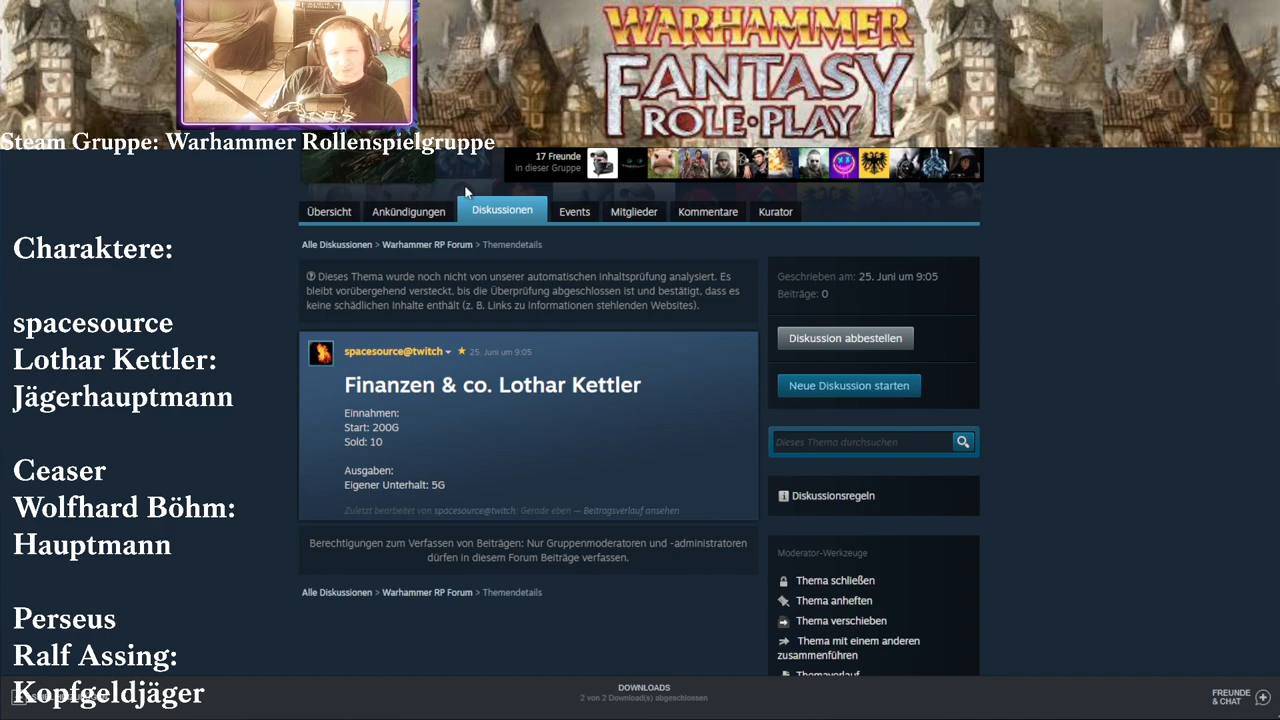 WARHAMMER
FANTASY
ROLE•PLAY
Steam Gruppe: Warhammer Rollenspielgruppe
17 Freunde
in dieser Gruppe
Übersicht
Ankündigungen
Diskussionen
Events
Mitglieder
Kommentare
Kurator
Charaktere:
spacesource
Lothar Kettler:
Jägerhauptmann
Ceaser
Wolfhard Böhm:
Hauptmann
Perseus
Ralf Assing:
Kopfgeldjäger
Alle Diskussionen > Warhammer RP Forum > Themendetails
Dieses Thema wurde noch nicht von unserer automatischen Inhaltsprüfung analysiert. Es
bleibt vorübergehend versteckt, bis die Überprüfung abgeschlossen ist und bestätigt, dass es
keine schädlichen Inhalte enthält (z. B. Links zu Informationen stehlenden Websites).
spacesource@twitch 25. Juni um 9:05
Finanzen & co. Lothar Kettler
Einnahmen:
Start: 200G
Sold: 10
Ausgaben:
Eigener Unterhalt: 5G
Zuletzt bearbeitet von spacesource@twitch; Gerade eben — Beitragsverlauf ansehen
Berechtigungen zum Verfassen von Beiträgen: Nur Gruppenmoderatoren und -administratoren
dürfen in diesem Forum Beiträge verfassen.
Alle Diskussionen > Warhammer RP Forum > Themendetails
Geschrieben am: 25. Juni um 9:05
Beiträge: 0
Diskussion abbestellen
Neue Diskussion starten
Dieses Thema durchsuchen
Diskussionsregeln
Moderator-Werkzeuge
Thema schließen
Thema anheften
Thema verschieben
Thema mit einem anderen
zusammenführen
Themaverlauf
DOWNLOADS
2 von 2 Download(s) abgeschlossen
FREUNDE
& CHAT